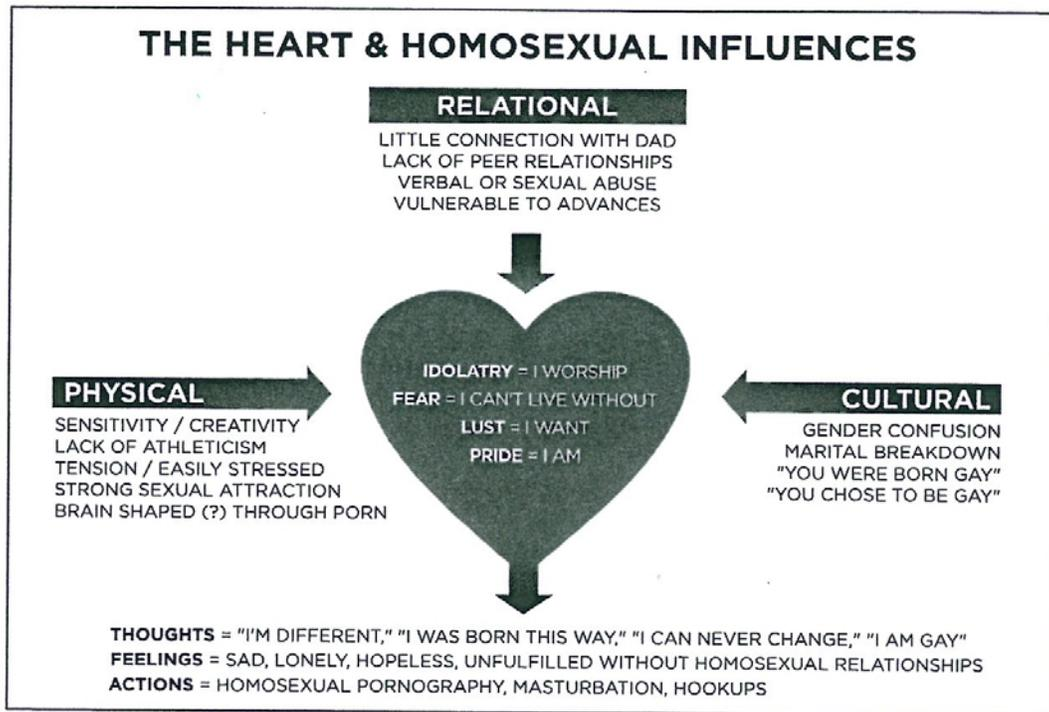 THE HEART & HOMOSEXUAL INFLUENCES
RELATIONAL
LITTLE CONNECTION WITH DAD
LACK OF PEER RELATIONSHIPS
VERBAL OR SEXUAL ABUSE
VULNERABLE TO ADVANCES
IDOLATRY = I WORSHIP
FEAR = I CAN'T LIVE WITHOUT
LUST = I WANT
PRIDE = I AM
PHYSICAL
SENSITIVITY / CREATIVITY
LACK OF ATHLETICISM
TENSION / EASILY STRESSED
STRONG SEXUAL ATTRACTION
BRAIN SHAPED (?) THROUGH PORN
CULTURAL
GENDER CONFUSION
MARITAL BREAKDOWN
"YOU WERE BORN GAY"
"YOU CHOSE TO BE GAY"
THOUGHTS = "I'M DIFFERENT," "I WAS BORN THIS WAY," "I CAN NEVER CHANGE," "I AM GAY"
FEELINGS = SAD, LONELY, HOPELESS, UNFULFILLED WITHOUT HOMOSEXUAL RELATIONSHIPS
ACTIONS = HOMOSEXUAL PORNOGRAPHY, MASTURBATION, HOOKUPS